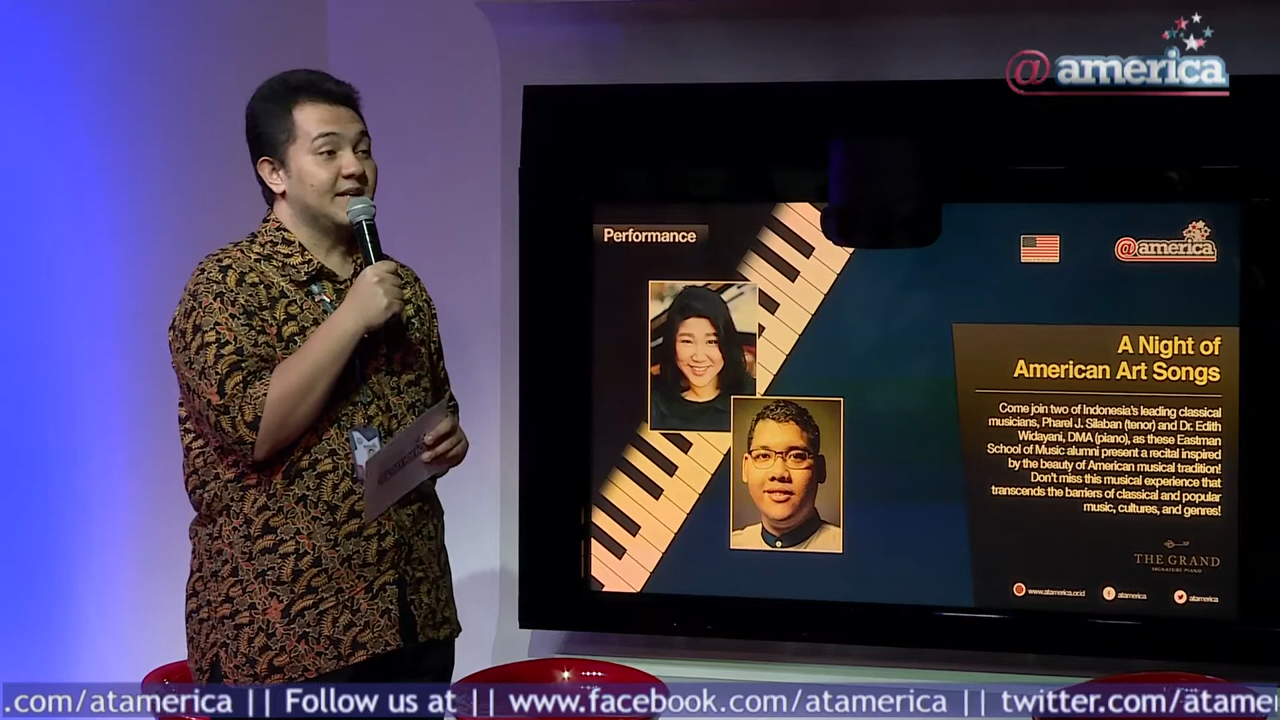 @america
Performance
@america
A Night of
American Art Songs
Come join two of Indonesia's leading classical
musicians, Pharel J. Silaban (tenor) and Dr. Edith
Widayani, DMA (piano), as these Eastman
School of Music alumni present a recital inspired
by the beauty of American musical tradition!
Don't miss this musical experience that
transcends the barriers of classical and popular
music, cultures, and genres!
THE GRAND
SIGNATURE PIANO
www.atamerica.or.id
atamerica
atamerica
.com/atamerica || Follow us at || www.facebook.com/atamerica || twitter.com/atamer